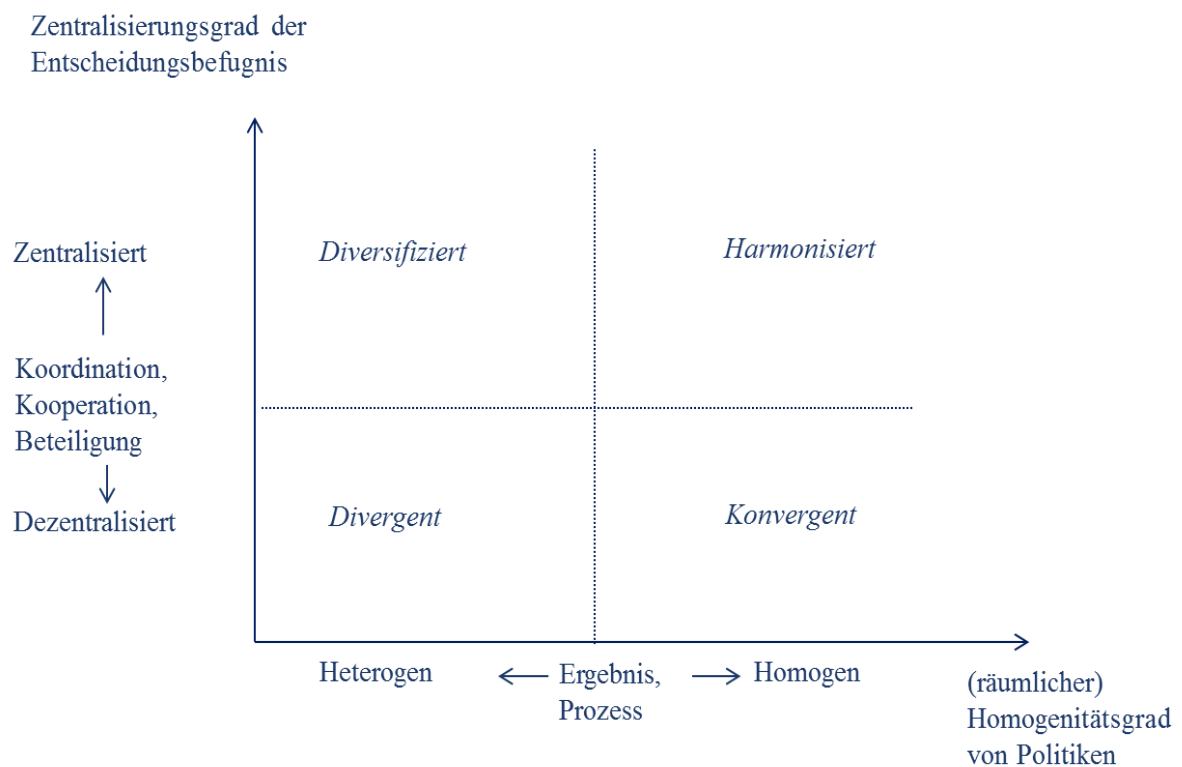 Zentralisierungsgrad der
Entscheidungsbefugnis
Zentralisiert
Diversifiziert
Harmonisiert
Koordination,
Kooperation,
Beteiligung
Dezentralisiert
Divergent
Konvergent
Heterogen
Ergebnis,
Prozess
Homogen
(räumlicher)
Homogenitätsgrad
von Politiken